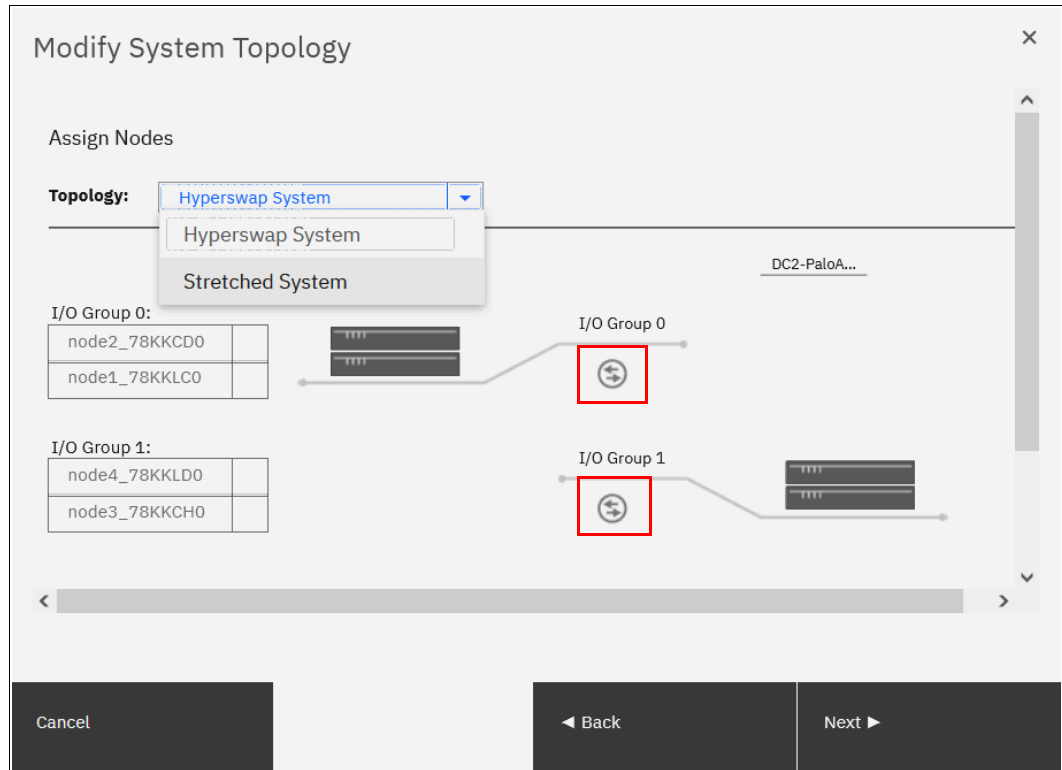 Modify System Topology
Assign Nodes
Topology: Hyperswap System
Hyperswap System
Stretched System
DC2-PaloA...
I/O Group 0:
I/O Group 0
node2_78KKCD0
node1_78KKLC0
I/O Group 1:
I/O Group 1
node4_78KKLD0
node3_78KKCH0
Cancel
◄ Back
Next ►